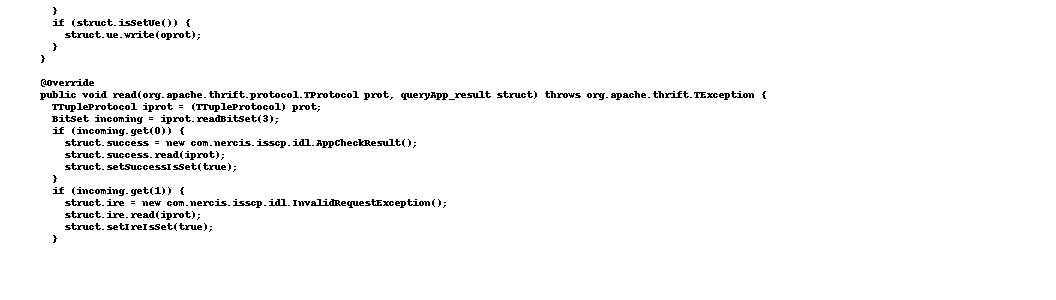 }
if (struct.isSetUe()) {
struct.ue.write(oprot);
}
}
@Override
public void read(org.apache.thrift.protocol.TProtocol prot, queryApp_result struct) throws org.apache.thrift.TException {
TTupleProtocol iprot = (TTupleProtocol) prot;
BitSet incoming = iprot.readBitSet(3);
if (incoming.get(0)) {
struct.success = new com.nercis.isscp.idl.AppCheckResult();
struct.success.read(iprot);
struct.setSuccessIsSet(true);
}
if (incoming.get(1)) {
struct.ire = new com.nercis.isscp.idl.InvalidRequestException();
struct.ire.read(iprot);
struct.setIreIsSet(true);
}